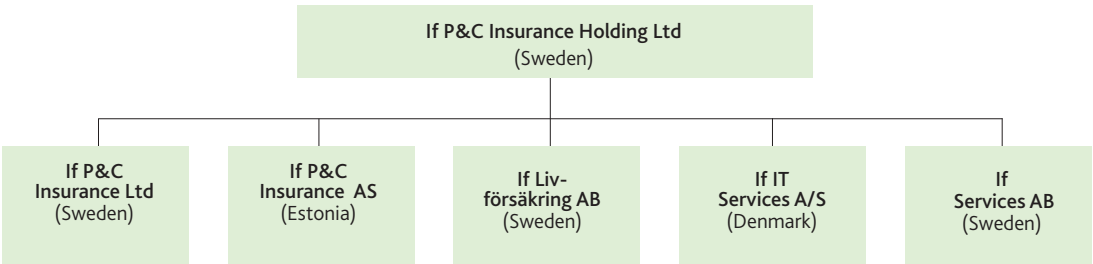 If P&C Insurance Holding Ltd
(Sweden)
If P&C
Insurance Ltd
(Sweden)
If P&C
Insurance AS
(Estonia)
If Liv-
försäkring AB
(Sweden)
If IT
Services A/S
(Denmark)
If
Services AB
(Sweden)